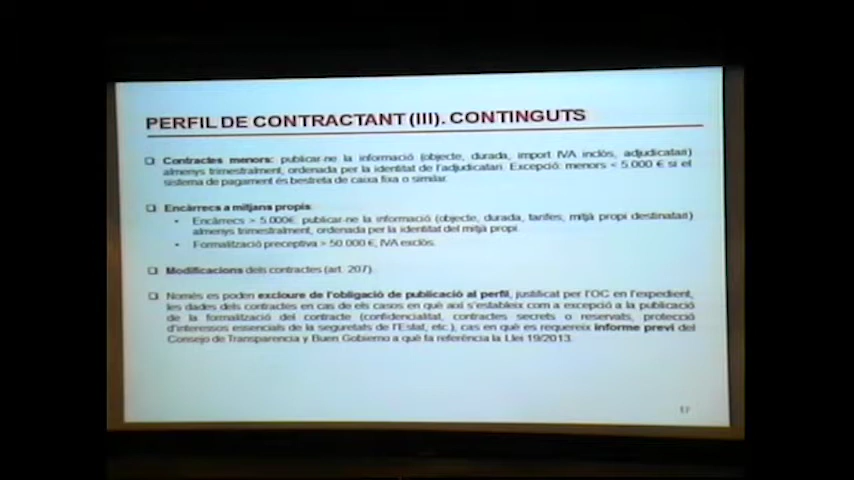 PERFIL DE CONTRACTANT (III). CONTINGUTS
❑ Contractes menors: publicar-ne la informació (objecte, durada, import IVA inclòs, adjudicatari)
almenys trimestralment, ordenada per la identitat de l'adjudicatari. Excepció: menors < 5.000 € si el
sistema de pagament és bestreta de caixa fixa o similar.
❑ Encàrrecs a mitjans propis
• Encàrrecs > 5.000€: publicar-ne la informació (objecte, durada, tarifes, mitjà propi destinatari)
almenys trimestralment, ordenada per la identitat del mitjà propi.
• Formalització preceptiva > 50.000 €, IVA exclòs.
❑ Modificacions dels contractes (art. 207).
❑ Només es poden excloure de l'obligació de publicació al perfil, justificat per l'OC en l'expedient,
les dades dels contractes en cas de els casos en què així s'estableix com a excepció a la publicació
de la formalització del contracte (confidencialitat, contractes secrets o reservats, protecció
d'interessos essencials de la seguretats de l'Estat, etc.), cas en què es requereix informe previ del
Consejo de Transparencia y Buen Gobierno a què fa referència la Llei 19/2013.
17